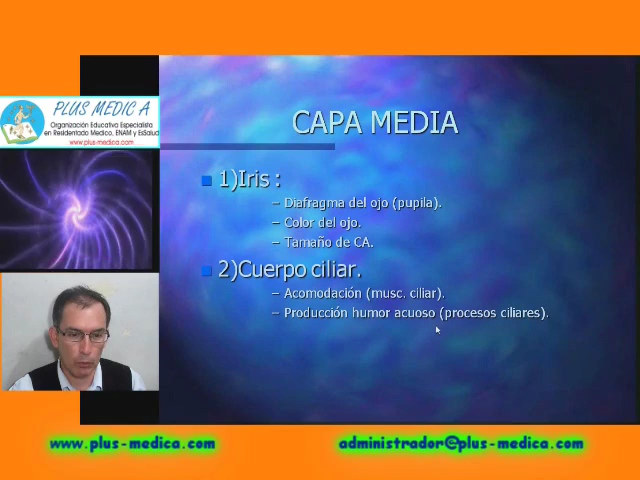 PLUS MEDIC A
Organización Educativa Especialista
en Residentado Medico, ENAM y EsSalud
www.plus-medica.com
CAPA MEDIA
1)Iris :
– Diafragma del ojo (pupila).
– Color del ojo.
– Tamaño de CA.
2)Cuerpo ciliar.
– Acomodación (musc. ciliar).
– Producción humor acuoso (procesos ciliares).
www.plus-medica.com
administrador@plus-medica.com